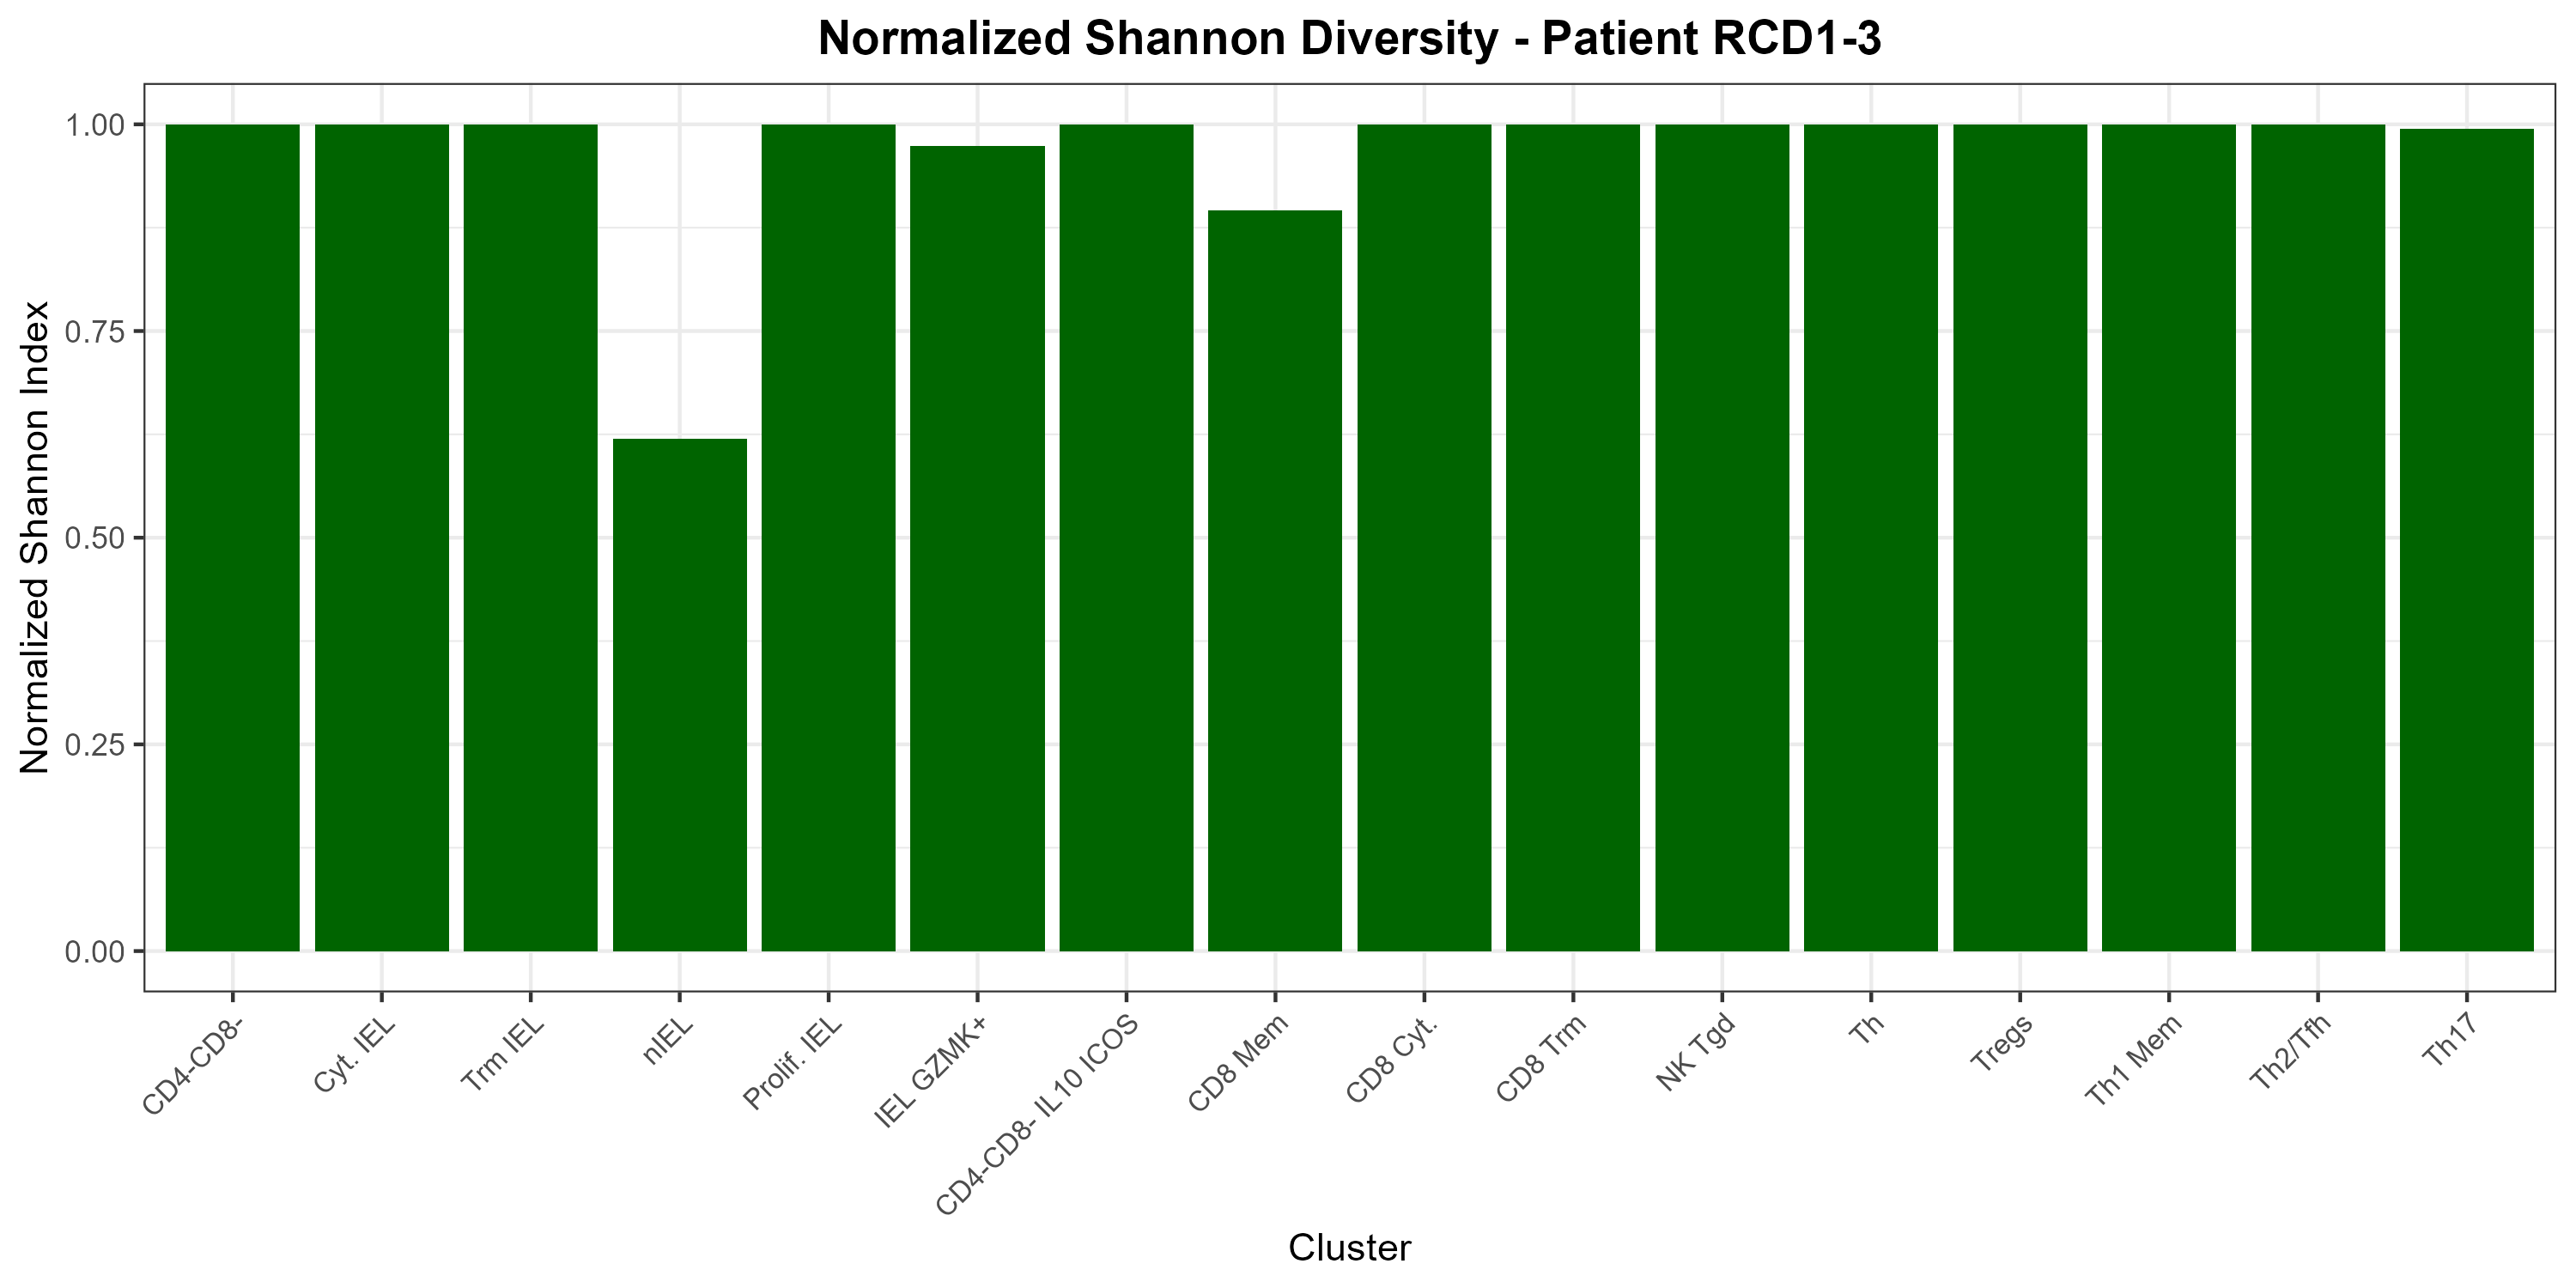 Normalized Shannon Diversity - Patient RCD1-3
Normalized Shannon Index
1.00
0.75
0.50
0.25
0.00
CD4-CD8-
Cyt. IEL
Trm IEL
nIEL
Prolif. IEL
IEL GZMK+
CD4-CD8- IL10 ICOS
CD8 Mem
CD8 Cyt.
CD8 Trm
NK Tgd
Th
Tregs
Th1 Mem
Th2/Tfh
Th17
Cluster